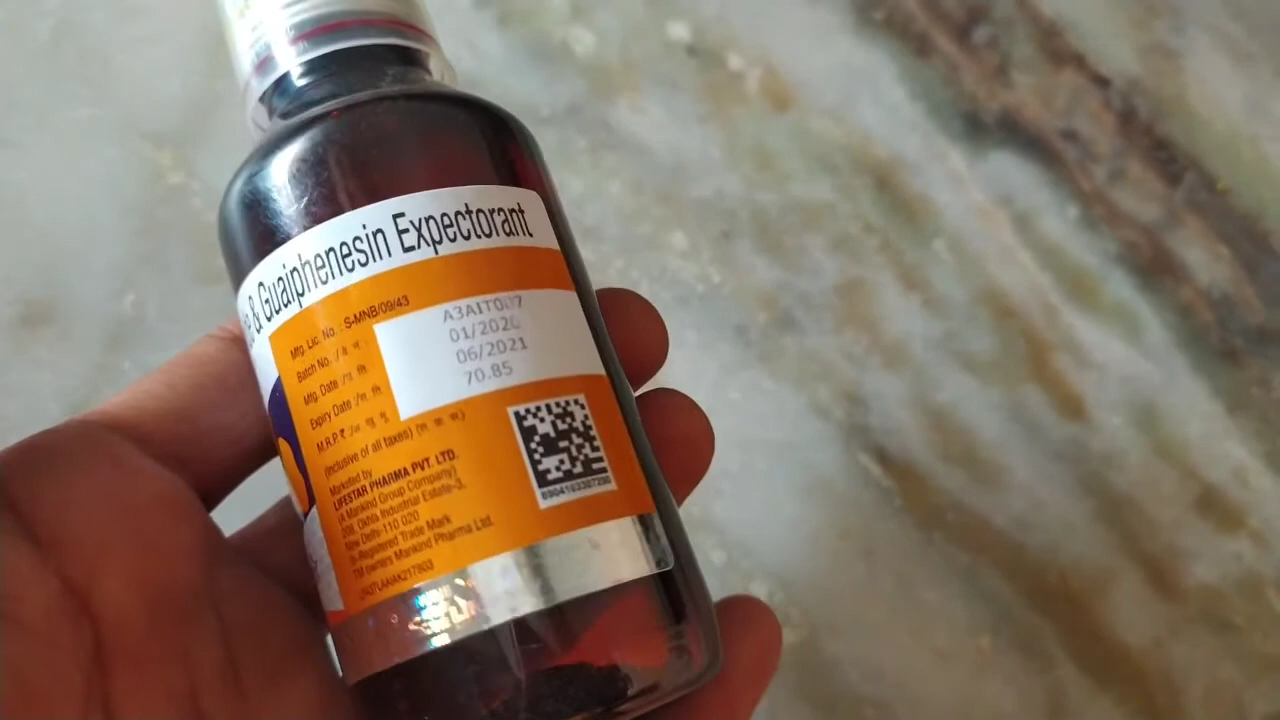 & Guaiphenesin Expectorant
Mfg. Lic. No. : S-MNB/09/43
Batch No.
Mfg. Date
Expiry Date
M.R.P. ₹
(Inclusive of all taxes)
01/2020
06/2021
70.85
Marketed by
LIFESTAR PHARMA PVT. LTD.
(A Mankind Group Company)
208, Okhla Industrial Estate-3,
New Delhi-110 020
Registered Trade Mark
TM owners Mankind Pharma Ltd.